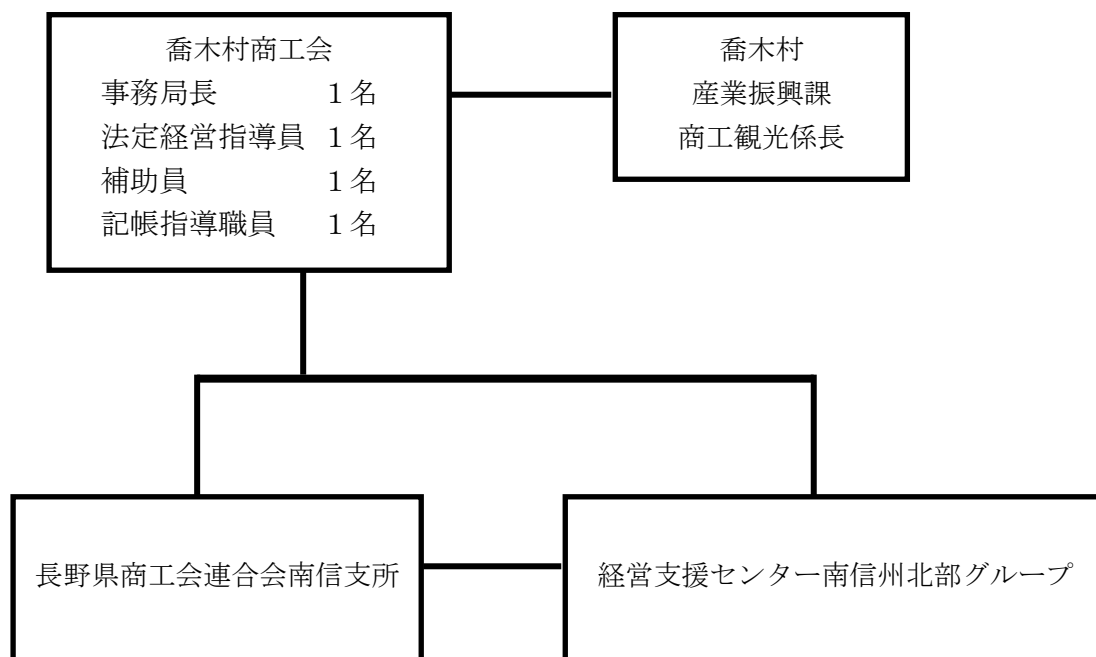 喬木村商工会
事務局長 1名
法定経営指導員 1名
補助員 1名
記帳指導職員 1名
喬木村
産業振興課
商工観光係長
長野県商工会連合会南信支所
経営支援センター南信州北部グループ